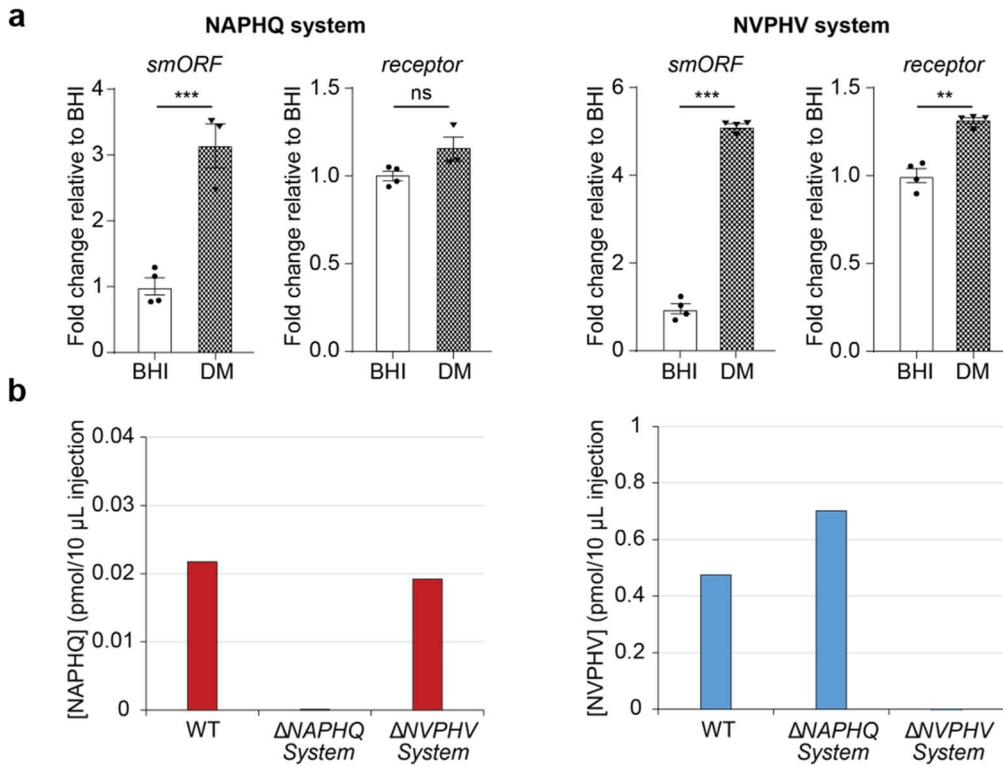 a
NAPHQ system
NVPHV system
smORF
receptor
smORF
receptor
Fold change relative to BHI
4
3
2
1
0
***
BHI
DM
Fold change relative to BHI
1.5
1.0
0.5
0.0
ns
BHI
DM
Fold change relative to BHI
6
4
2
0
***
BHI
DM
Fold change relative to BHI
1.5
1.0
0.5
0.0
**
BHI
DM
b
[NAPHQ] (pmol/10 µL injection
0.04
0.03
0.02
0.01
0
WT
ΔNAPHQ
System
ΔNVPHV
System
[NVPHV] (pmol/10 µL injection
1
0.8
0.6
0.4
0.2
0
WT
ΔNAPHQ
System
ΔNVPHV
System